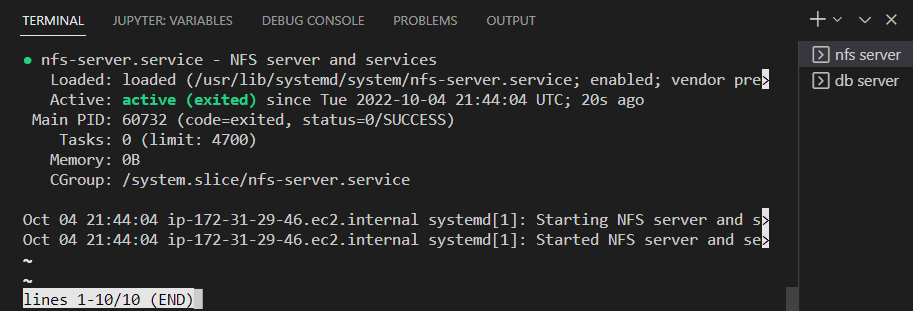 TERMINAL JUPYTER: VARIABLES DEBUG CONSOLE PROBLEMS OUTPUT
● nfs-server.service - NFS server and services
Loaded: loaded (/usr/lib/systemd/system/nfs-server.service; enabled; vendor pre>
Active: active (exited) since Tue 2022-10-04 21:44:04 UTC; 20s ago
Main PID: 60732 (code=exited, status=0/SUCCESS)
Tasks: 0 (limit: 4700)
Memory: 0B
CGroup: /system.slice/nfs-server.service
Oct 04 21:44:04 ip-172-31-29-46.ec2.internal systemd[1]: Starting NFS server and s>
Oct 04 21:44:04 ip-172-31-29-46.ec2.internal systemd[1]: Started NFS server and se>
~
~
lines 1-10/10 (END)
nfs server
db server